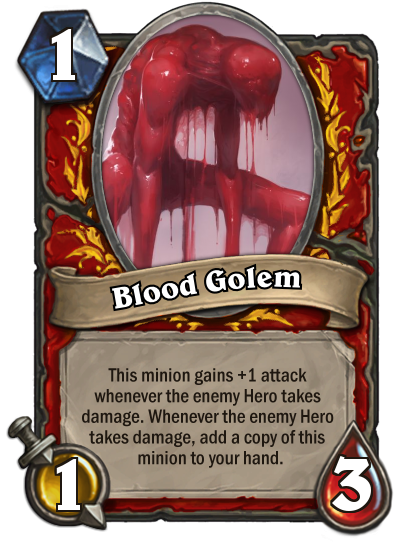 1
Blood Golem
This minion gains +1 attack
whenever the enemy Hero takes
damage. Whenever the enemy Hero
takes damage, add a copy of this
minion to your hand.
1
3